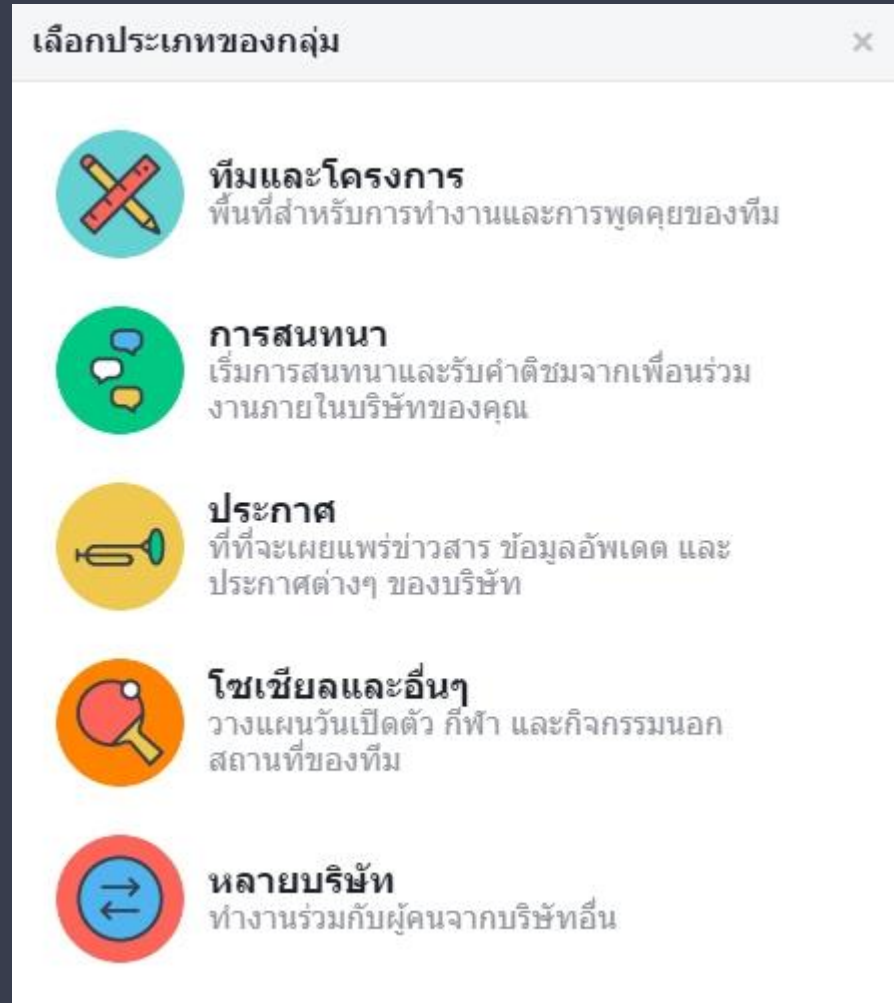 เลือกประเภทของกลุ่ม
ทีมและโครงการ
พื้นที่สำหรับการทำงานและการพูดคุยของทีม
การสนทนา
เริ่มการสนทนาและรับคำติชมจากเพื่อนร่วม
งานภายในบริษัทของคุณ
ประกาศ
ที่ที่จะเผยแพร่ข่าวสาร ข้อมูลอัพเดต และ
ประกาศต่างๆ ของบริษัท
โซเชียลและอื่นๆ
วางแผนวันเปิดตัว กีฬา และกิจกรรมนอก
สถานที่ของทีม
หลายบริษัท
ทำงานร่วมกับผู้คนจากบริษัทอื่น